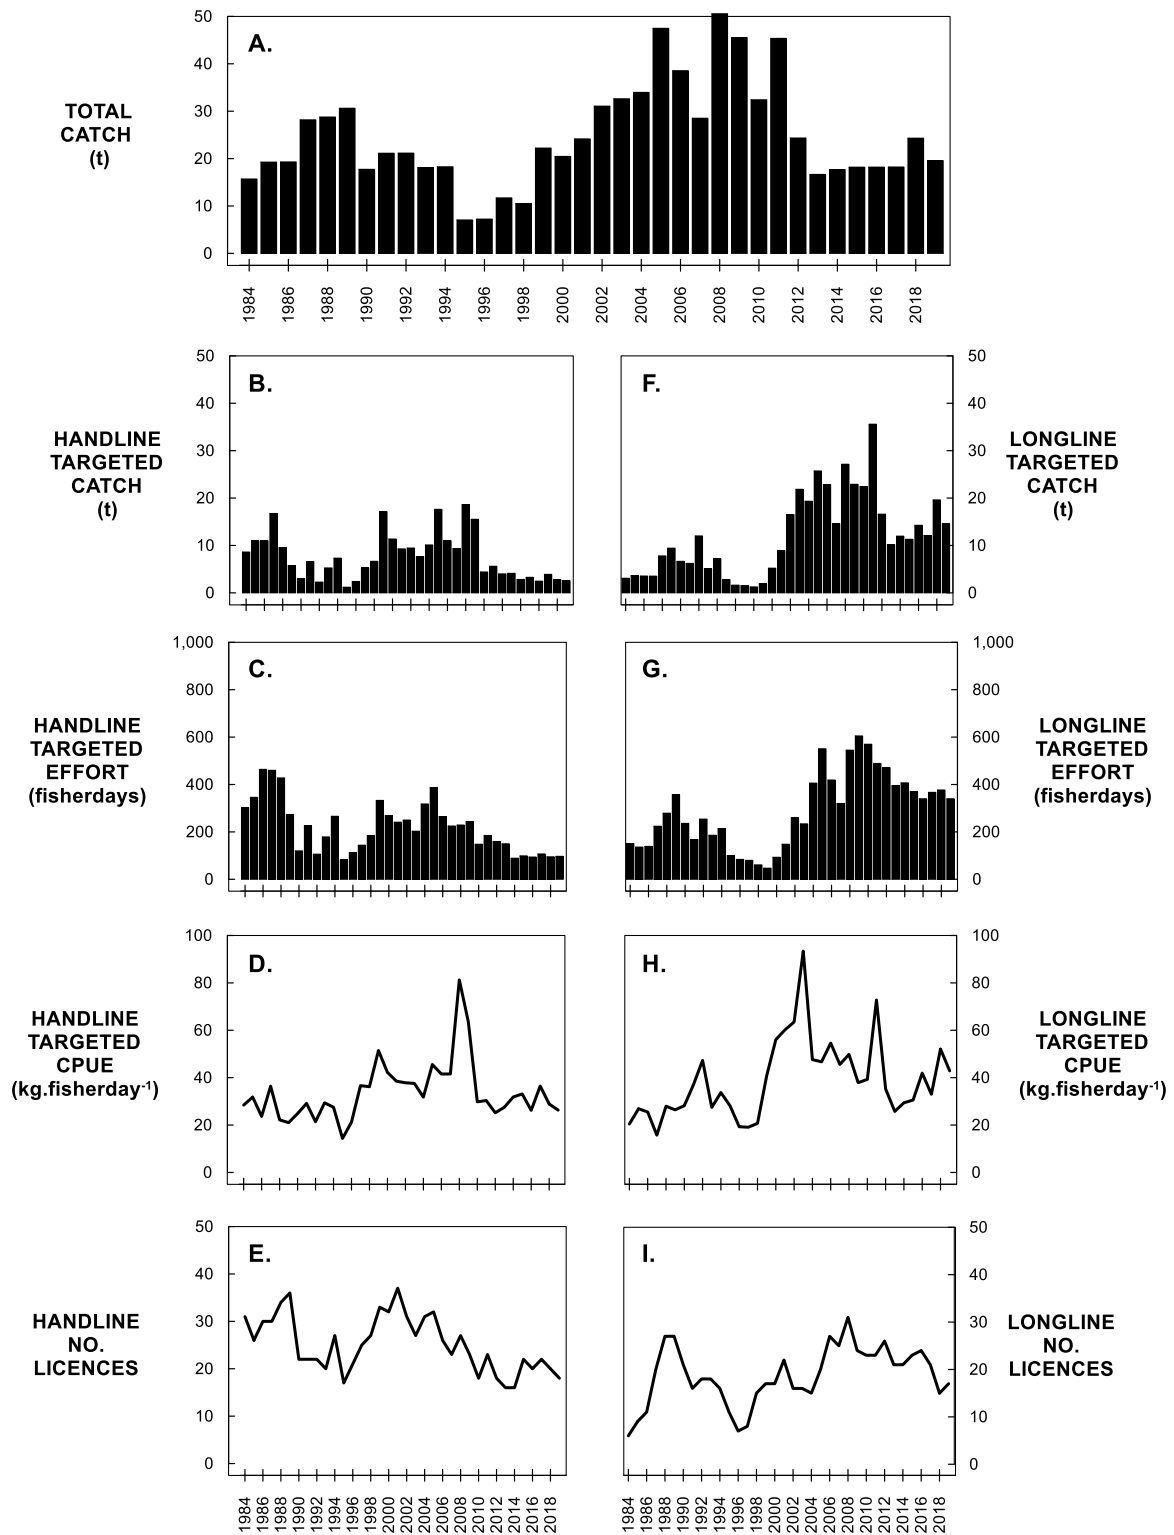 A.
TOTAL
CATCH
(t)
50
40
30
20
10
0
1984
1986
1988
1990
1992
1994
1996
1998
2000
2002
2004
2006
2008
2010
2012
2014
2016
2018
B.
HANDLINE
TARGETED
CATCH
(t)
50
40
30
20
10
0
F.
50
40
30
20
10
0
LONGLINE
TARGETED
CATCH
(t)
C.
HANDLINE
TARGETED
EFFORT
(fisherdays)
1,000
800
600
400
200
0
G.
1,000
800
600
400
200
0
LONGLINE
TARGETED
EFFORT
(fisherdays)
D.
HANDLINE
TARGETED
CPUE
(kg.fisherday-1)
100
80
60
40
20
0
H.
100
80
60
40
20
0
LONGLINE
TARGETED
CPUE
(kg.fisherday-1)
E.
HANDLINE
NO.
LICENCES
50
40
30
20
10
0
1984
1986
1988
1990
1992
1994
1996
1998
2000
2002
2004
2006
2008
2010
2012
2014
2016
2018
I.
50
40
30
20
10
0
LONGLINE
NO.
LICENCES
1984
1986
1988
1990
1992
1994
1996
1998
2000
2002
2004
2006
2008
2010
2012
2014
2016
2018